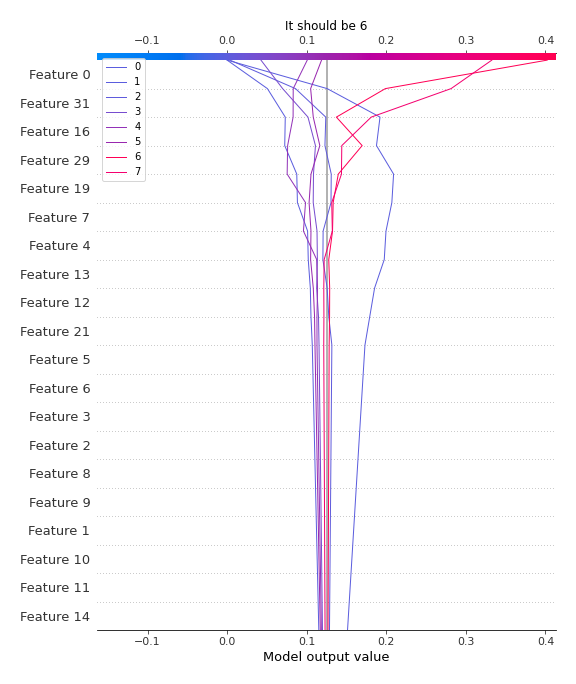 It should be 6
−0.1 0.0 0.1 0.2 0.3 0.4
0
1
2
3
4
5
6
7
Feature 0
Feature 31
Feature 16
Feature 29
Feature 19
Feature 7
Feature 4
Feature 13
Feature 12
Feature 21
Feature 5
Feature 6
Feature 3
Feature 2
Feature 8
Feature 9
Feature 1
Feature 10
Feature 11
Feature 14
−0.1 0.0 0.1 0.2 0.3 0.4
Model output value